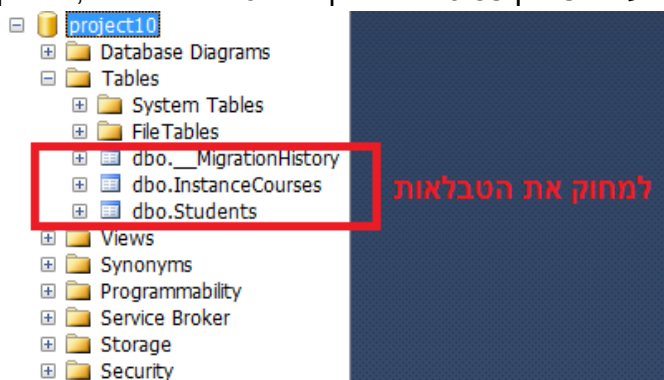 project10
Database Diagrams
Tables
System Tables
FileTables
dbo.__MigrationHistory
dbo.InstanceCourses
dbo.Students
למחוק את הטבלאות
Views
Synonyms
Programmability
Service Broker
Storage
Security